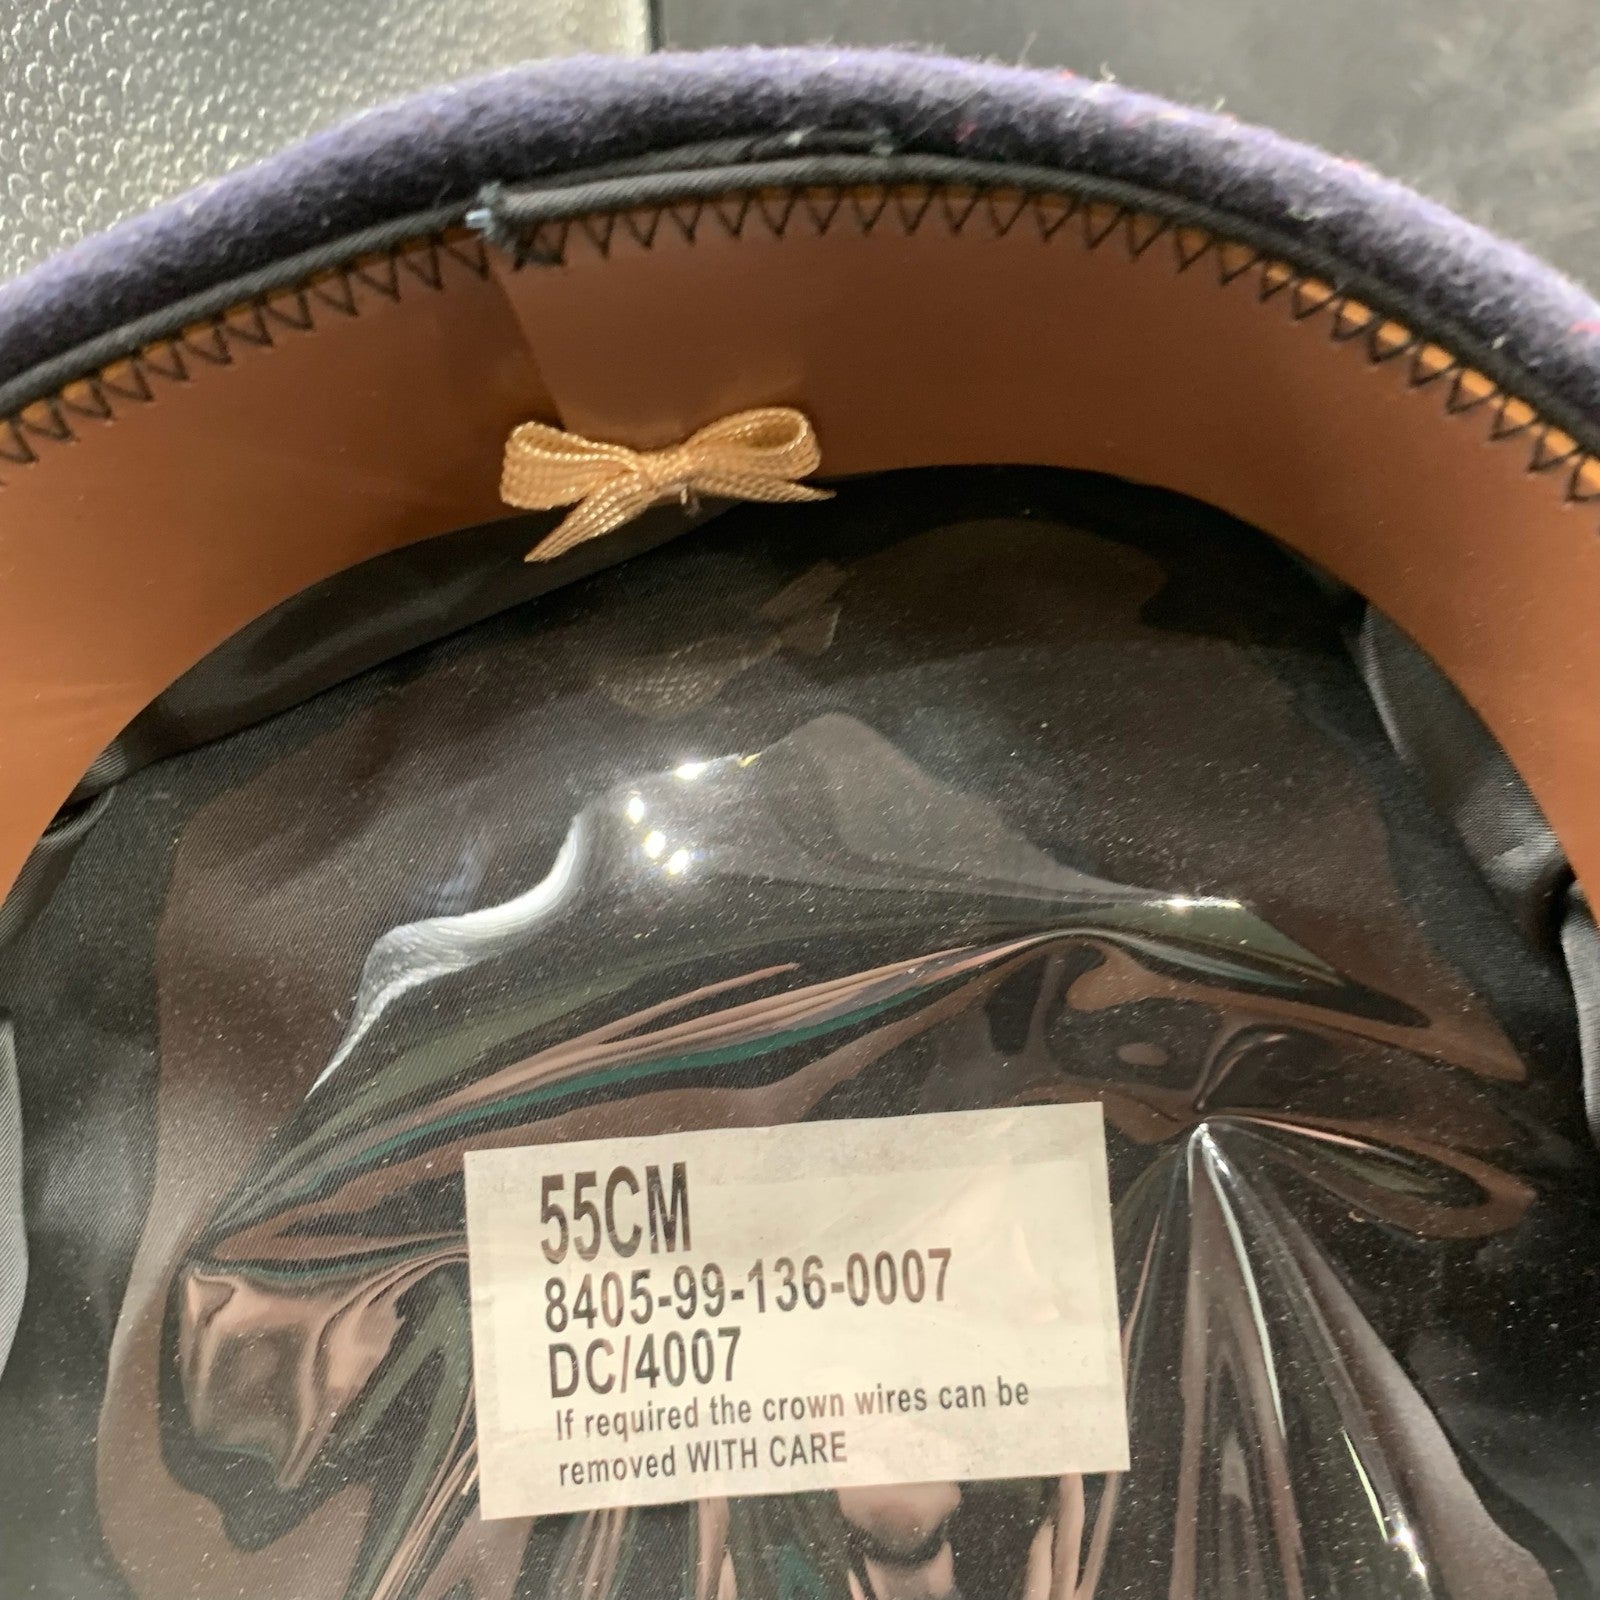 55CM
8405-99-136-0007
DC/4007
If required the crown wires can be
removed WITH CARE